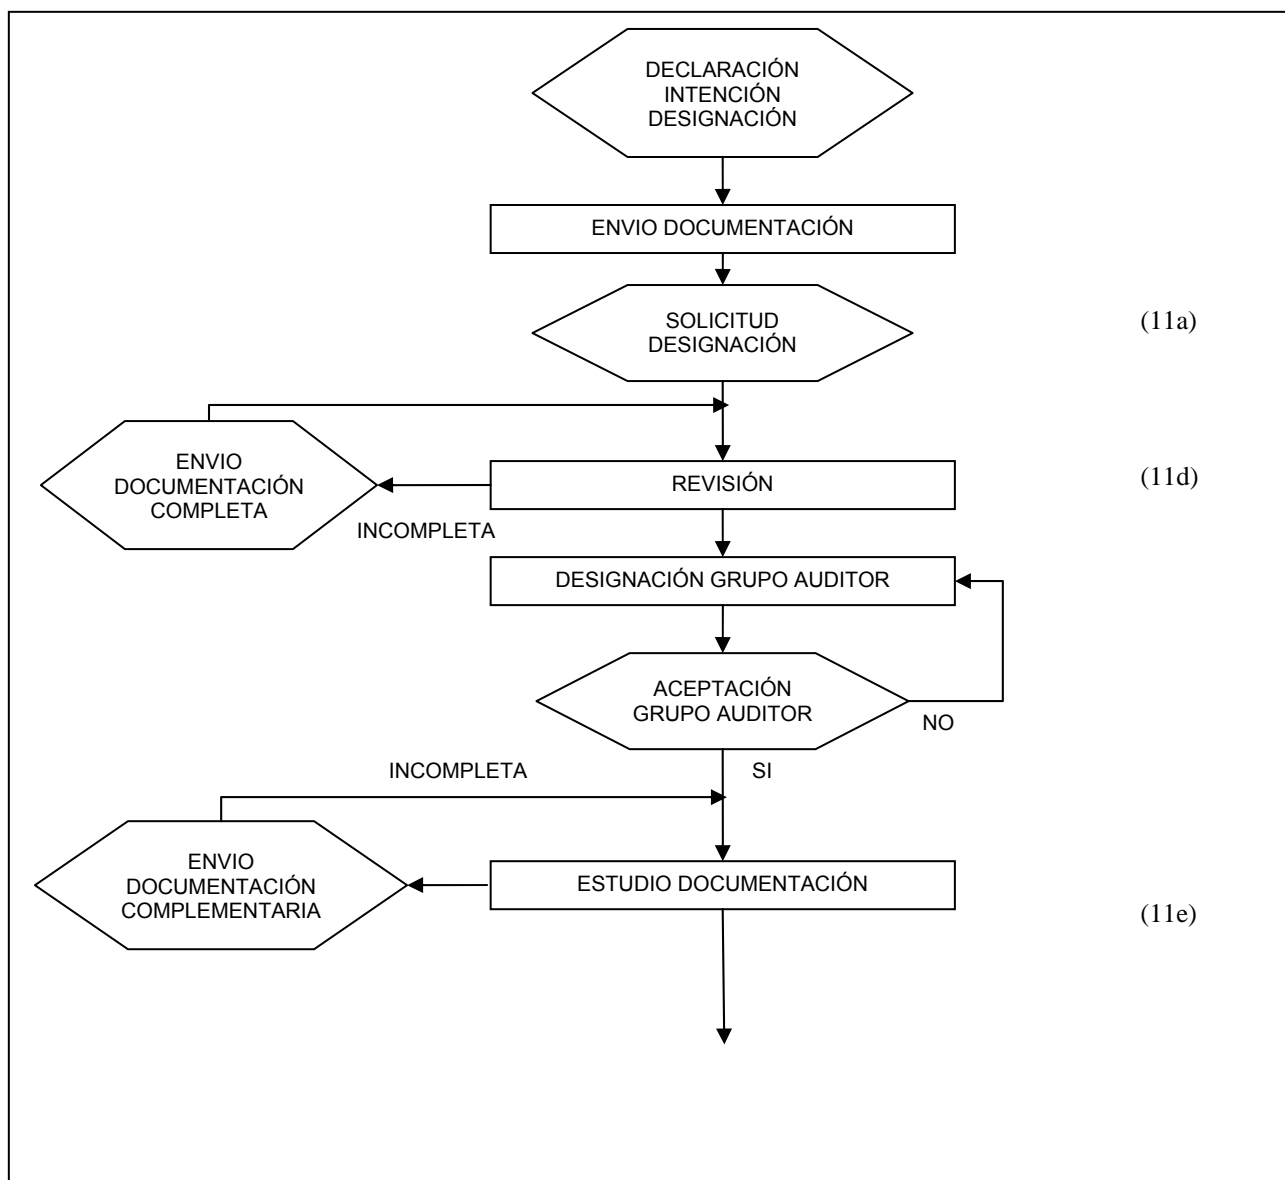 DECLARACIÓN
INTENCIÓN
DESIGNACIÓN
ENVIO DOCUMENTACIÓN
SOLICITUD
DESIGNACIÓN
(11a)
ENVIO
DOCUMENTACIÓN
COMPLETA
REVISIÓN
(11d)
INCOMPLETA
DESIGNACIÓN GRUPO AUDITOR
ACEPTACIÓN
GRUPO AUDITOR
NO
INCOMPLETA
SI
ENVIO
DOCUMENTACIÓN
COMPLEMENTARIA
ESTUDIO DOCUMENTACIÓN
(11e)